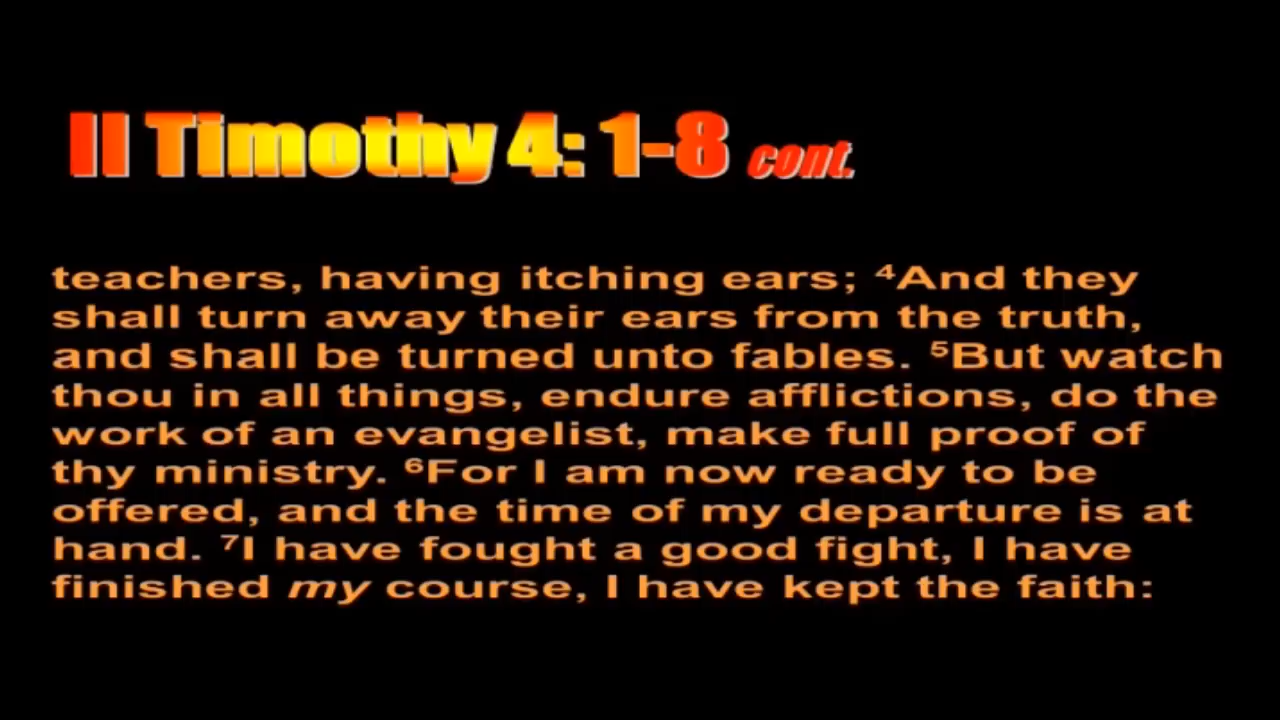 II Timothy 4: 1-8 cont.
teachers, having itching ears; ⁴And they
shall turn away their ears from the truth,
and shall be turned unto fables. ⁵But watch
thou in all things, endure afflictions, do the
work of an evangelist, make full proof of
thy ministry. ⁶For I am now ready to be
offered, and the time of my departure is at
hand. ⁷I have fought a good fight, I have
finished my course, I have kept the faith: